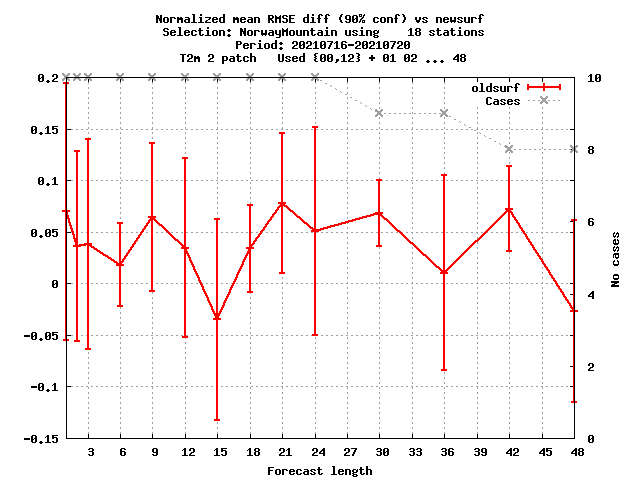 Normalized mean RMSE diff (90% conf) vs newsurf
Selection: NorwayMountain using    18 stations
Period: 20210716-20210720
T2m 2 patch   Used {00,12} + 01 02 ... 48
oldsurf
Cases
0.2
0.15
0.1
0.05
0
-0.05
-0.1
-0.15
10
8
6
4
2
0
No cases
3 6 9 12 15 18 21 24 27 30 33 36 39 42 45 48
Forecast length